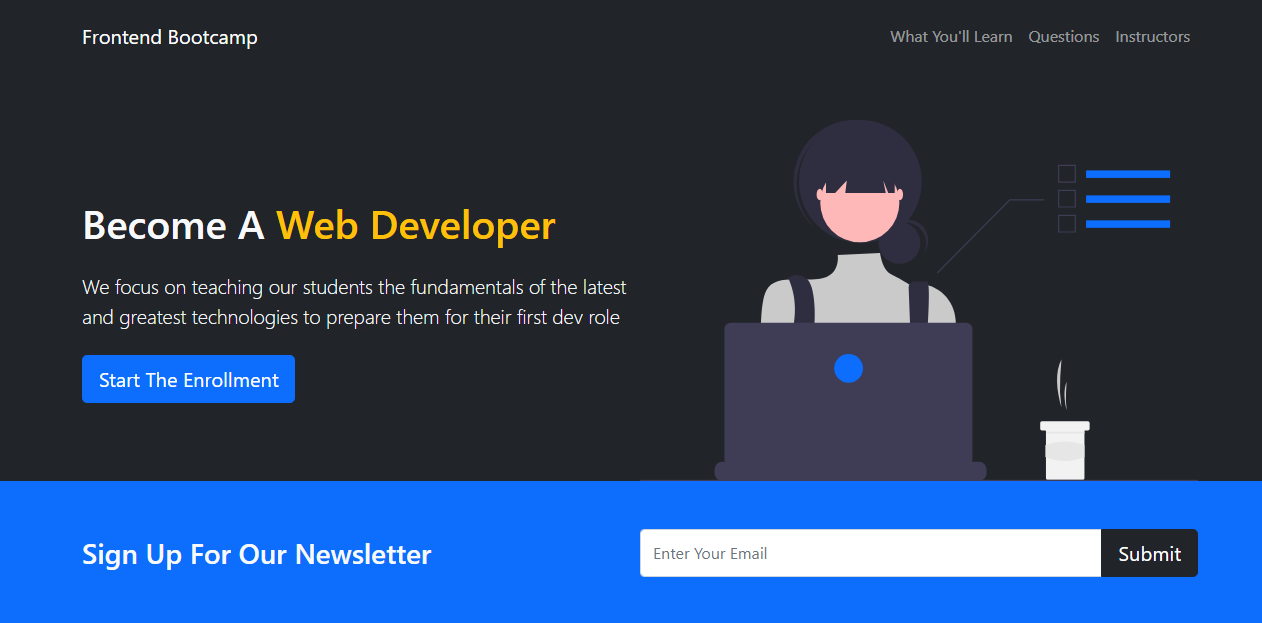 Frontend Bootcamp
What You'll Learn Questions Instructors
Become A Web Developer
We focus on teaching our students the fundamentals of the latest
and greatest technologies to prepare them for their first dev role
Start The Enrollment
Sign Up For Our Newsletter
Enter Your Email
Submit